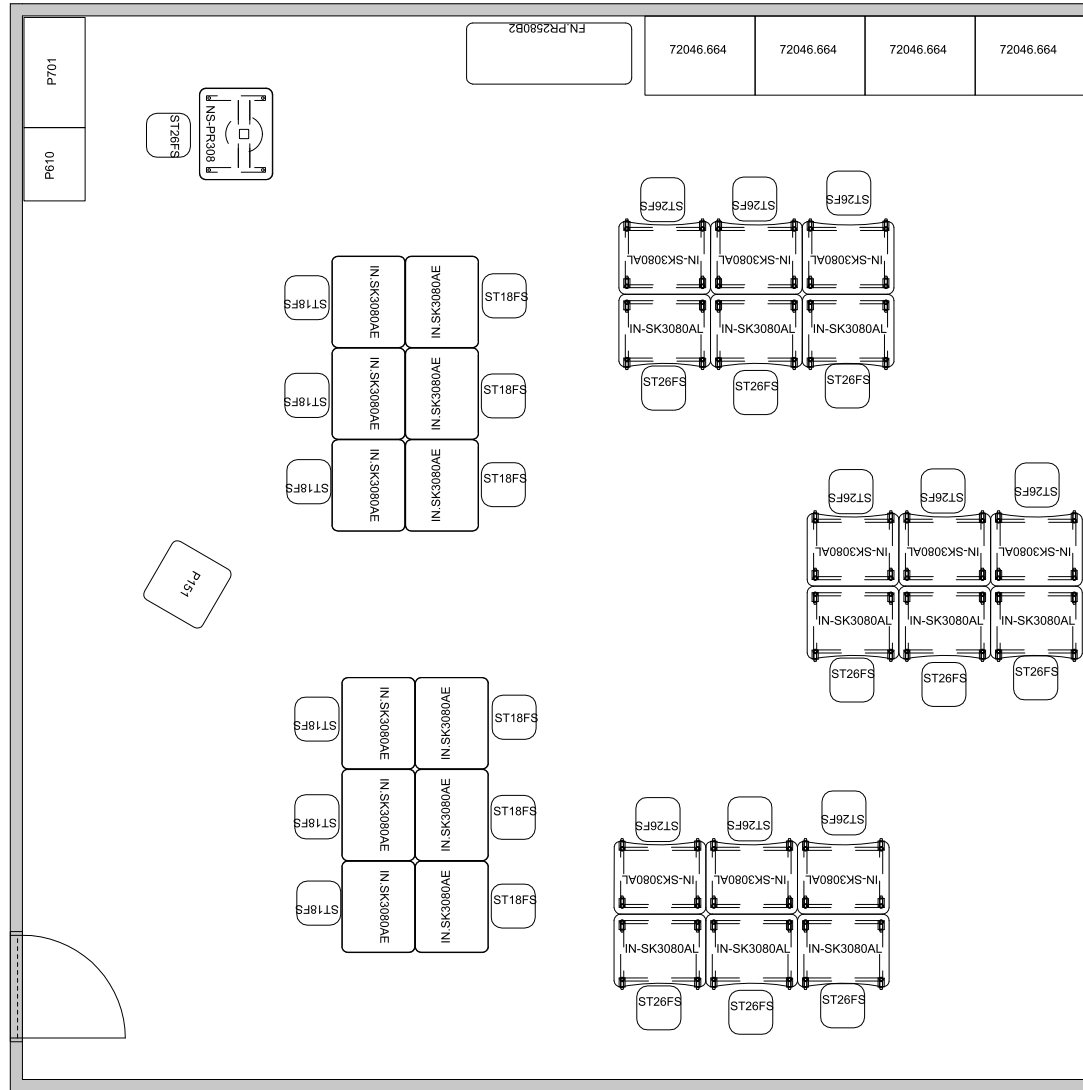 FN.PR2580B2
72046.664
72046.664
72046.664
72046.664
P701
P610
ST26FS
NS-PR308
ST26FS
ST26FS
ST26FS
IN-SK3080AL
IN-SK3080AL
IN-SK3080AL
IN-SK3080AL
IN-SK3080AL
IN-SK3080AL
ST26FS
ST26FS
ST26FS
ST18FS
IN.SK3080AE
IN.SK3080AE
ST18FS
ST18FS
IN.SK3080AE
IN.SK3080AE
ST18FS
ST18FS
IN.SK3080AE
IN.SK3080AE
ST18FS
ST26FS
ST26FS
ST26FS
IN-SK3080AL
IN-SK3080AL
IN-SK3080AL
IN-SK3080AL
IN-SK3080AL
IN-SK3080AL
ST26FS
ST26FS
ST26FS
P151
ST18FS
IN.SK3080AE
IN.SK3080AE
ST18FS
ST18FS
IN.SK3080AE
IN.SK3080AE
ST18FS
ST18FS
IN.SK3080AE
IN.SK3080AE
ST18FS
ST26FS
ST26FS
ST26FS
IN-SK3080AL
IN-SK3080AL
IN-SK3080AL
IN-SK3080AL
IN-SK3080AL
IN-SK3080AL
ST26FS
ST26FS
ST26FS